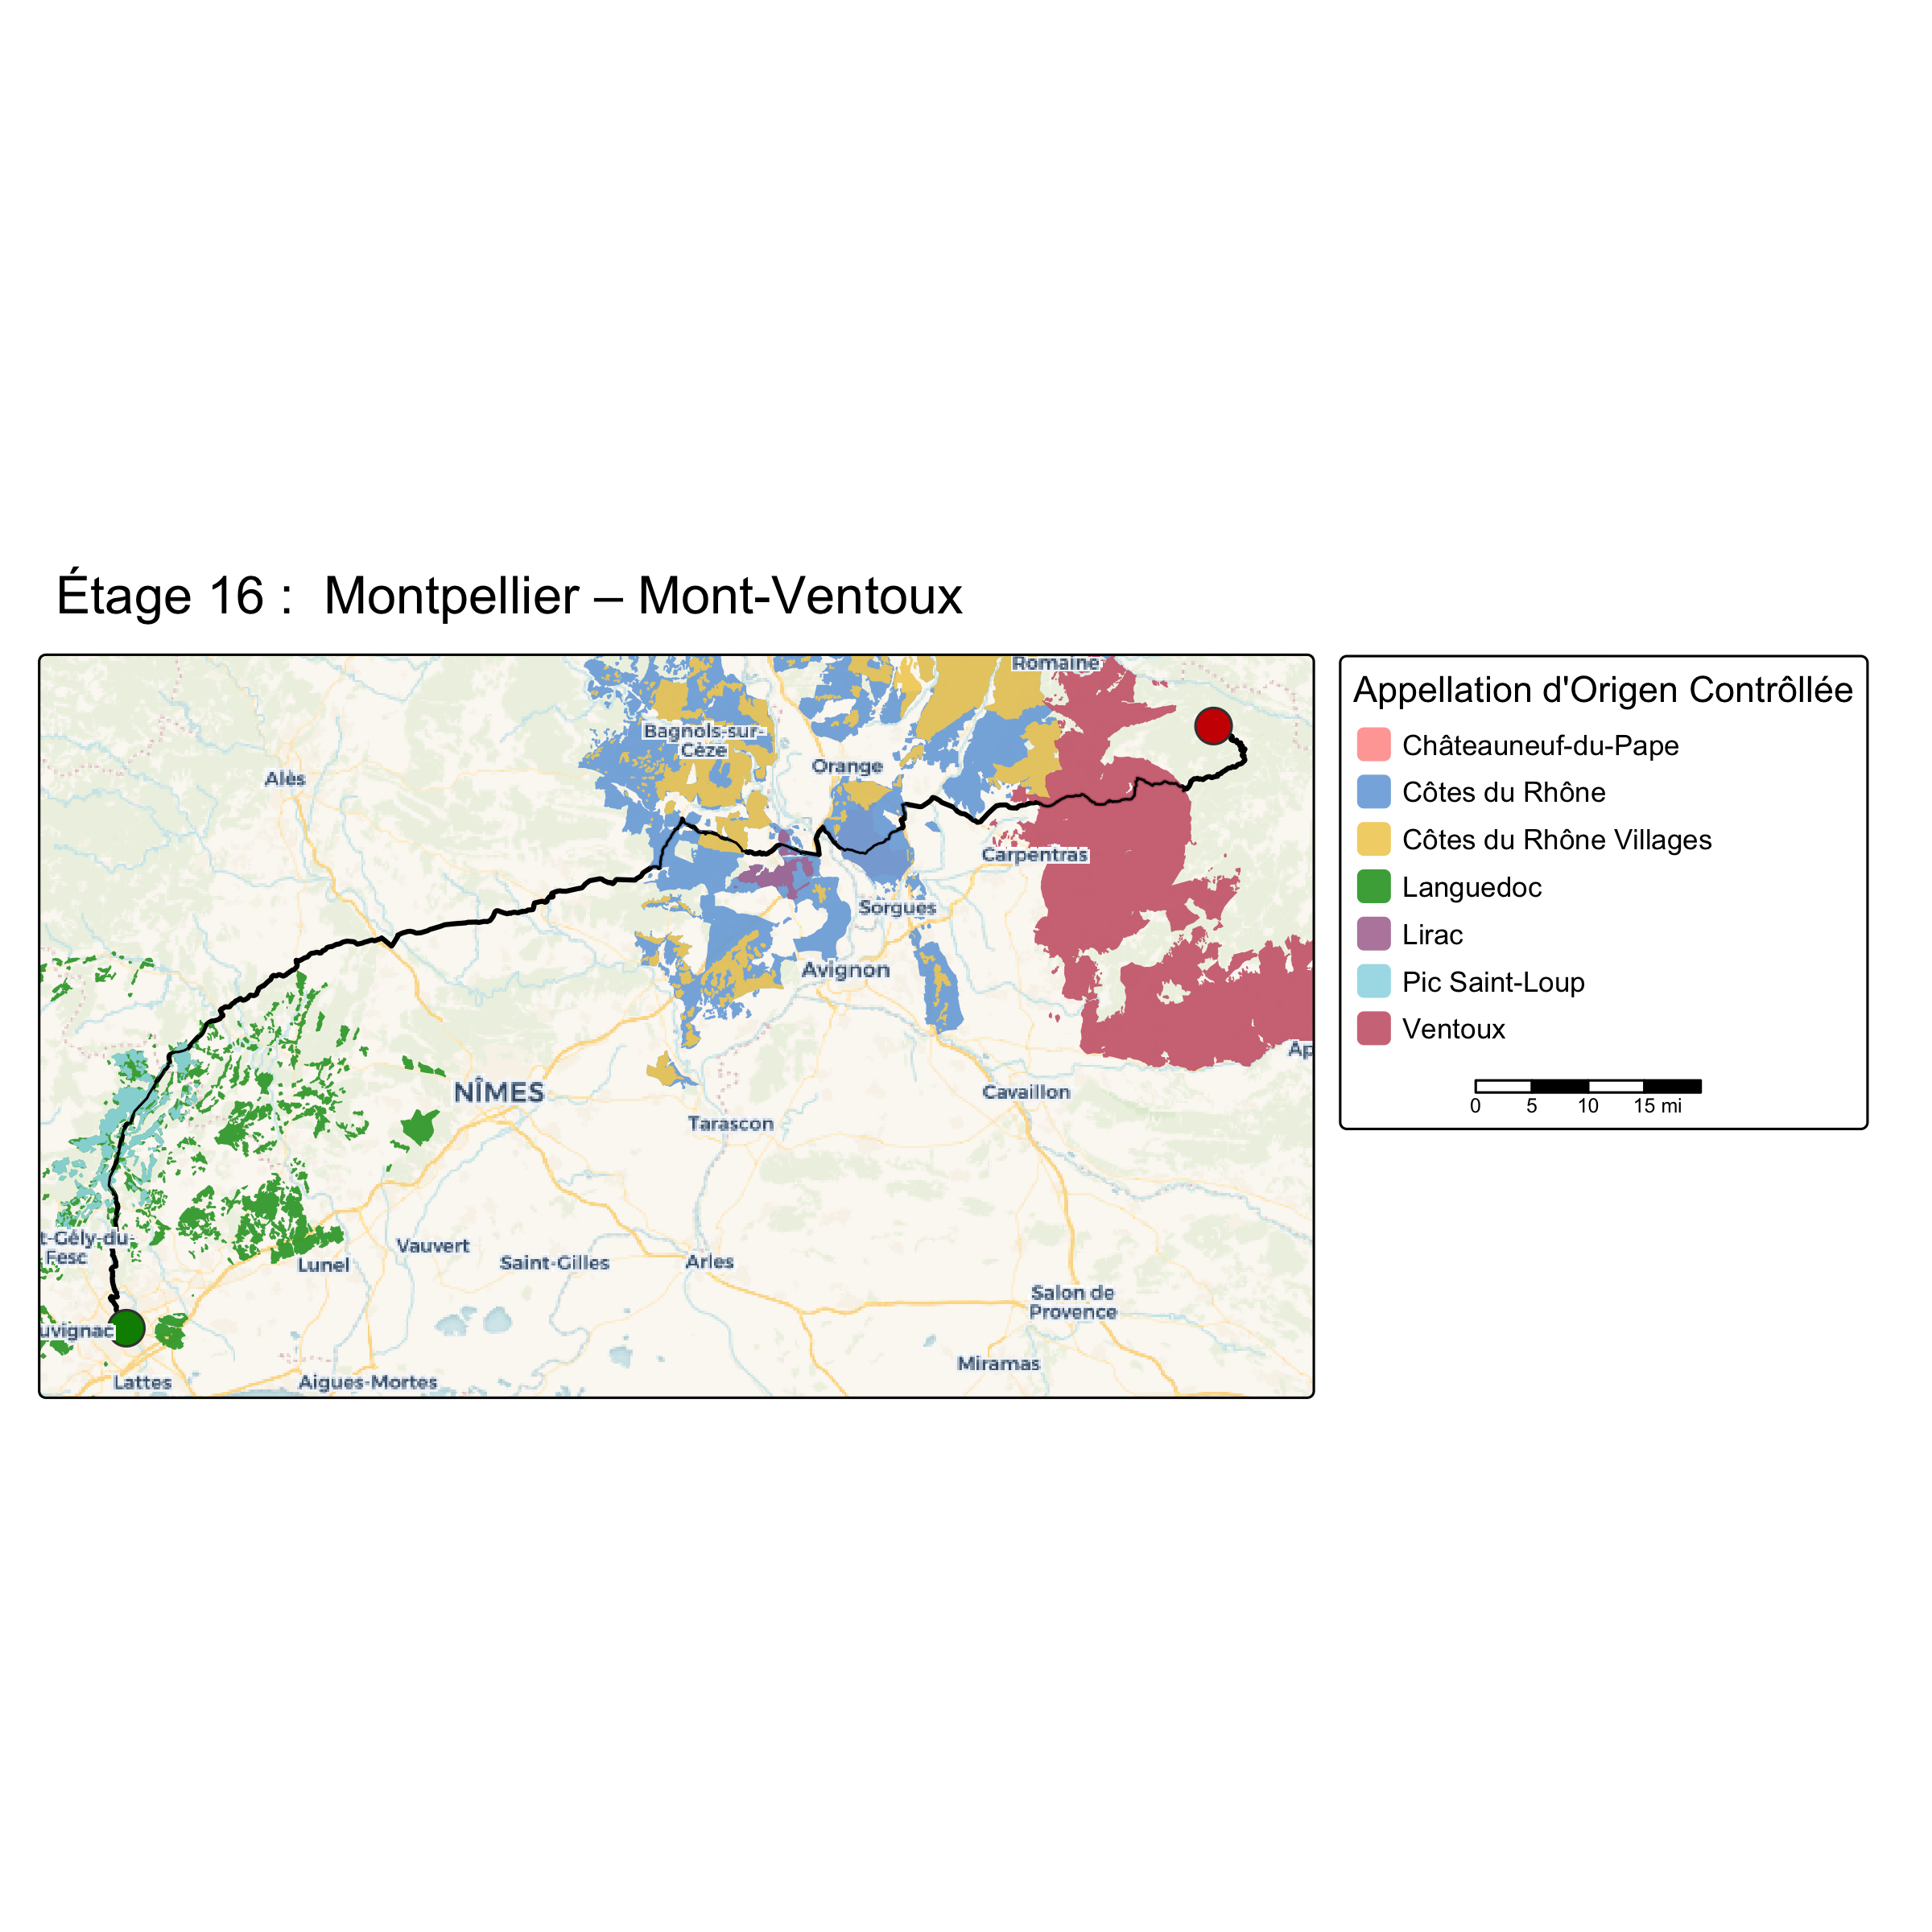 Étage 16 :  Montpellier – Mont-Ventoux
Romaine
Bagnols-sur-
Cèze
Orange
Alès
Carpentras
Sorgues
Avignon
Ap
NÎMES
Cavaillon
Tarascon
t-Gély-du-
Fesc
Vauvert
Saint-Gilles
Arles
Lunel
Salon de
Provence
uvignac
Miramas
Lattes
Aigues-Mortes
Appellation d'Origen Contrôllée
Châteauneuf-du-Pape
Côtes du Rhône
Côtes du Rhône Villages
Languedoc
Lirac
Pic Saint-Loup
Ventoux
0 5 10 15 mi